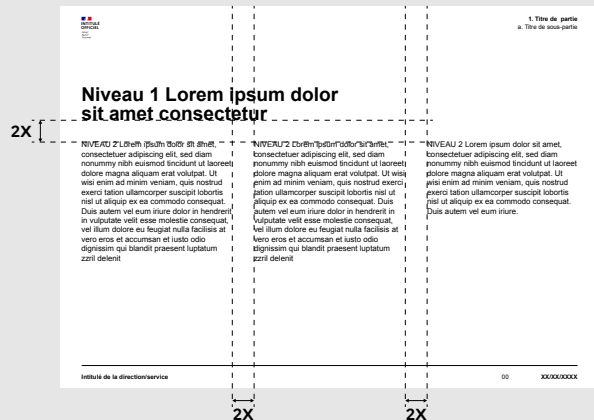 INTITULÉ
OFFICIEL
1. Titre de partie
a. Titre de sous-partie
Niveau 1 Lorem ipsum dolor
sit amet consectetur
2X
NIVEAU 2 Lorem ipsum dolor sit amet,
consectetuer adipiscing elit, sed diam
nonummy nibh euismod tincidunt ut laoreet
dolore magna aliquam erat volutpat. Ut
wisi enim ad minim veniam, quis nostrud
exerci tation ullamcorper suscipit lobortis
nisl ut aliquip ex ea commodo consequat.
Duis autem vel eum iriure dolor in hendrerit
in vulputate velit esse molestie consequat,
vel illum dolore eu feugiat nulla facilisis at
vero eros et accumsan et iusto odio
dignissim qui blandit praesent luptatum
zzril delenit
NIVEAU 2 Lorem ipsum dolor sit amet,
consectetuer adipiscing elit, sed diam
nonummy nibh euismod tincidunt ut laoreet
dolore magna aliquam erat volutpat. Ut wisi
enim ad minim veniam, quis nostrud exerci
tation ullamcorper suscipit lobortis nisl ut
aliquip ex ea commodo consequat. Duis
autem vel eum iriure dolor in hendrerit in
vulputate velit esse molestie consequat, vel
illum dolore eu feugiat nulla facilisis at vero
eros et accumsan et iusto odio dignissim
qui blandit praesent luptatum zzril delenit
NIVEAU 2 Lorem ipsum dolor sit amet,
consectetuer adipiscing elit, sed diam
nonummy nibh euismod tincidunt ut laoreet
dolore magna aliquam erat volutpat. Ut
wisi enim ad minim veniam, quis nostrud
exerci tation ullamcorper suscipit lobortis
nisl ut aliquip ex ea commodo consequat.
Duis autem vel eum iriure.
Intitulé de la direction/service
00
XX/XX/XXXX
2X
2X